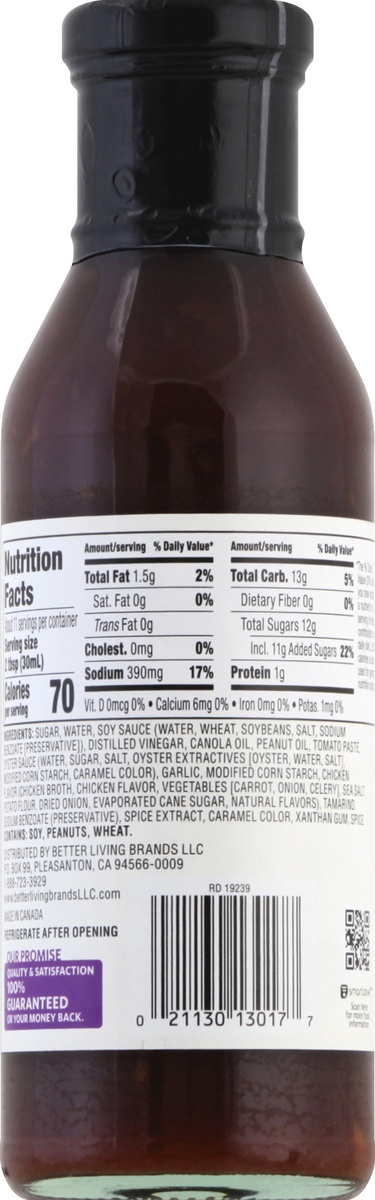 Nutrition
Facts
About 11 servings per container
Serving size
2 tbsp (30mL)
Calories
per serving
70
Amount/serving % Daily Value*
Total Fat 1.5g 2%
Sat. Fat 0g 0%
Trans Fat 0g
Cholest. 0mg 0%
Sodium 390mg 17%
Amount/serving % Daily Value*
Total Carb. 13g 5%
Dietary Fiber 0g 0%
Total Sugars 12g
Incl. 11g Added Sugars 22%
Protein 1g
Vit. D 0mcg 0% • Calcium 6mg 0% • Iron 0mg 0% • Potas. 1mg 0%
INGREDIENTS: SUGAR, WATER, SOY SAUCE (WATER, WHEAT, SOYBEANS, SALT, SODIUM
BENZOATE [PRESERVATIVE]), DISTILLED VINEGAR, CANOLA OIL, PEANUT OIL, TOMATO PASTE,
OYSTER SAUCE (WATER, SUGAR, SALT, OYSTER EXTRACTIVES [OYSTER, WATER, SALT],
MODIFIED CORN STARCH, CARAMEL COLOR), GARLIC, MODIFIED CORN STARCH, CHICKEN
FLAVOR (CHICKEN BROTH, CHICKEN FLAVOR, VEGETABLES [CARROT, ONION, CELERY], SEA SALT,
POTATO FLOUR, DRIED ONION, EVAPORATED CANE SUGAR, NATURAL FLAVORS), TAMARIND,
SODIUM BENZOATE (PRESERVATIVE), SPICE EXTRACT, CARAMEL COLOR, XANTHAN GUM, SPICE.
CONTAINS: SOY, PEANUTS, WHEAT.
DISTRIBUTED BY BETTER LIVING BRANDS LLC
P.O. BOX 99, PLEASANTON, CA 94566-0009
1-888-723-3929
www.betterlivingbrandsLLC.com
MADE IN CANADA
REFRIGERATE AFTER OPENING
OUR PROMISE
QUALITY & SATISFACTION
100%
GUARANTEED
OR YOUR MONEY BACK.
RD 19239
0 21130 13017 7
smartlabel
Scan here
for more food
information